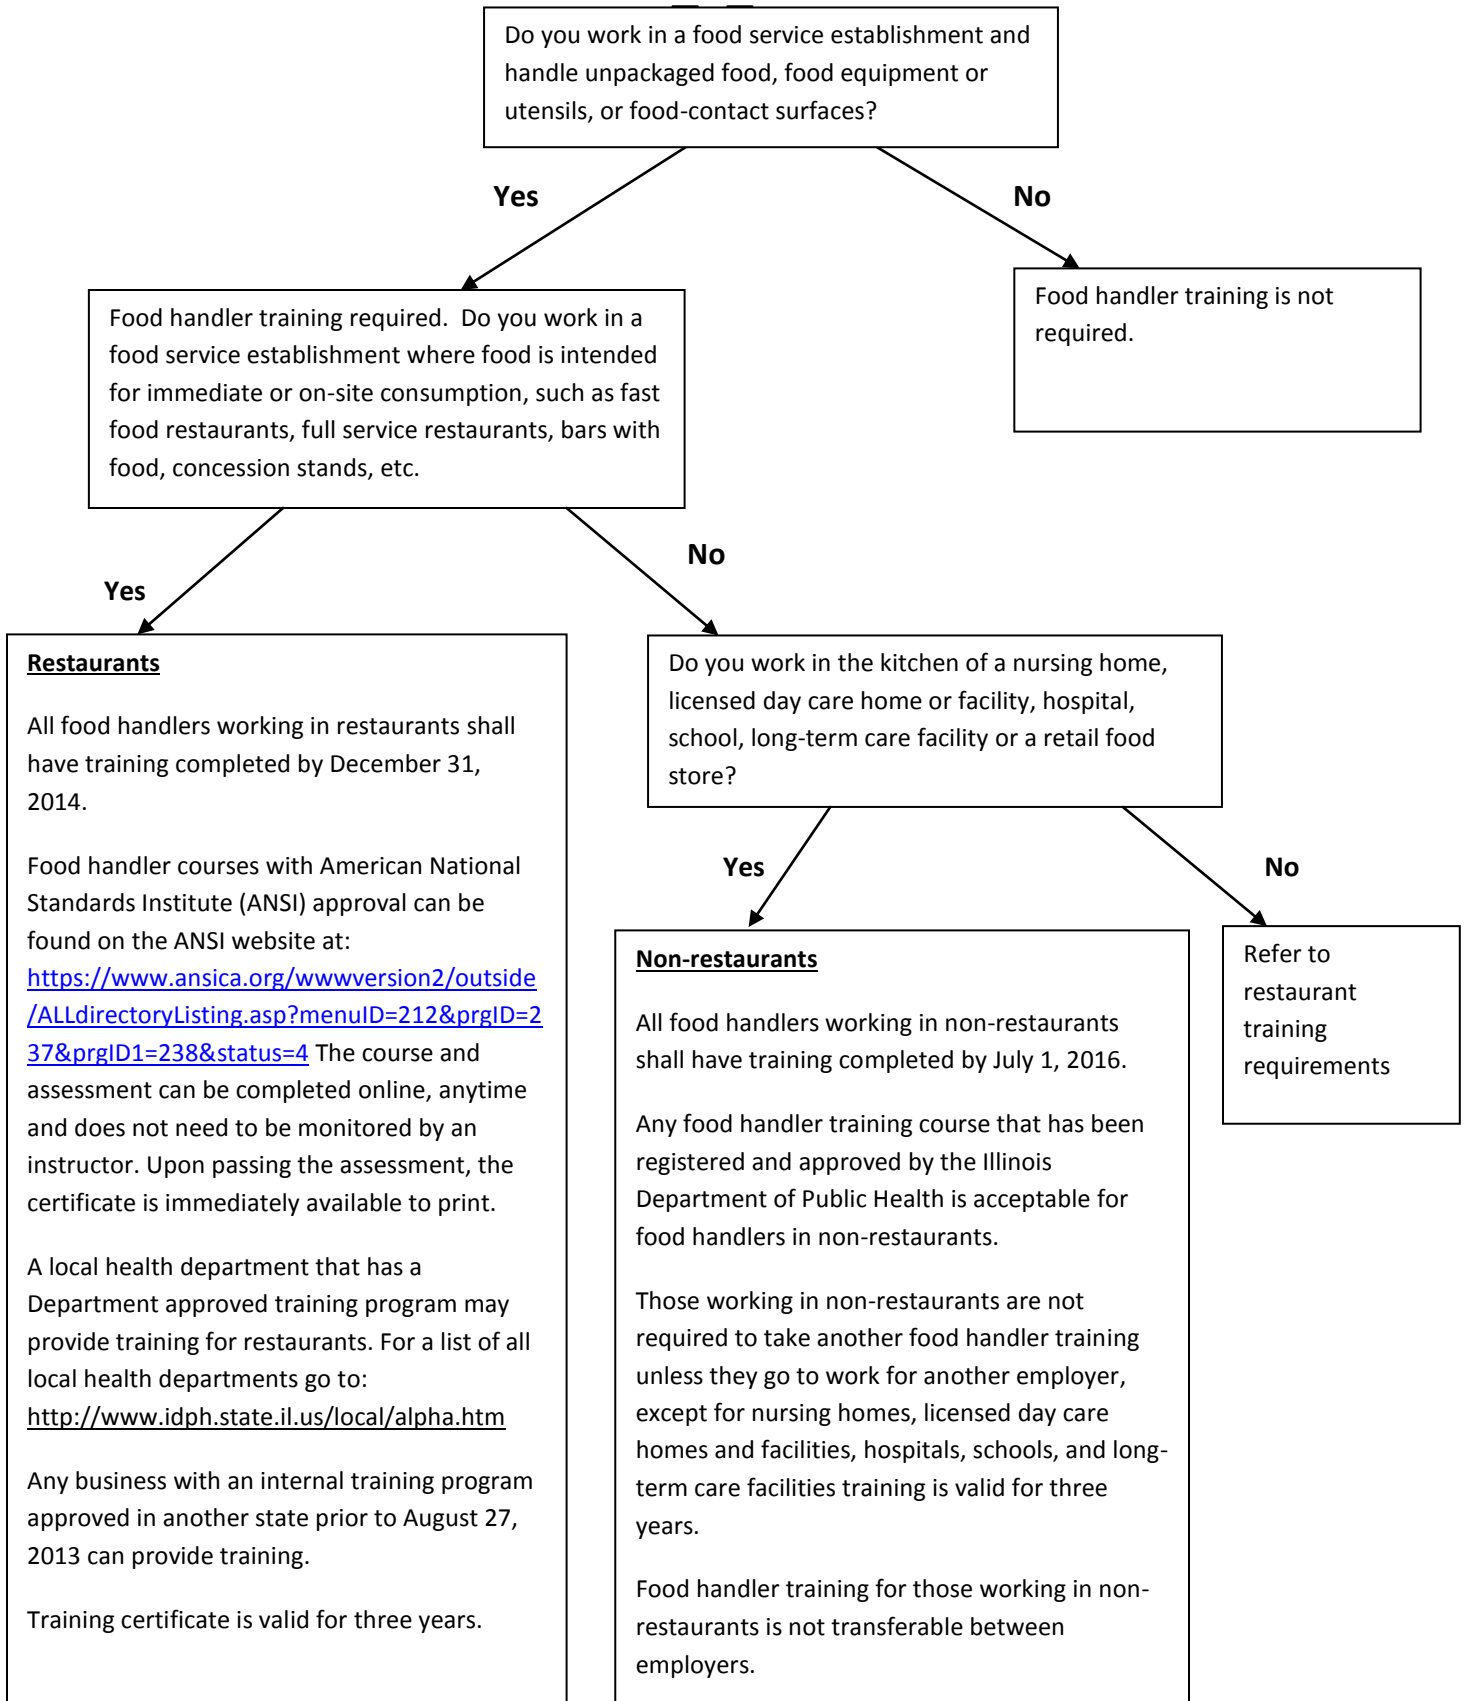 Do you work in a food service establishment and
handle unpackaged food, food equipment or
utensils, or food-contact surfaces?
Yes
No
Food handler training required.  Do you work in a
food service establishment where food is intended
for immediate or on-site consumption, such as fast
food restaurants, full service restaurants, bars with
food, concession stands, etc.
Food handler training is not
required.
Yes
No
Restaurants
All food handlers working in restaurants shall
have training completed by December 31,
2014.
Food handler courses with American National
Standards Institute (ANSI) approval can be
found on the ANSI website at:
https://www.ansica.org/wwwversion2/outside
/ALLdirectoryListing.asp?menuID=212&prgID=2
37&prgID1=238&status=4 The course and
assessment can be completed online, anytime
and does not need to be monitored by an
instructor. Upon passing the assessment, the
certificate is immediately available to print.
A local health department that has a
Department approved training program may
provide training for restaurants. For a list of all
local health departments go to:
http://www.idph.state.il.us/local/alpha.htm
Any business with an internal training program
approved in another state prior to August 27,
2013 can provide training.
Training certificate is valid for three years.
Do you work in the kitchen of a nursing home,
licensed day care home or facility, hospital,
school, long-term care facility or a retail food
store?
Yes
No
Non-restaurants
All food handlers working in non-restaurants
shall have training completed by July 1, 2016.
Any food handler training course that has been
registered and approved by the Illinois
Department of Public Health is acceptable for
food handlers in non-restaurants.
Those working in non-restaurants are not
required to take another food handler training
unless they go to work for another employer,
except for nursing homes, licensed day care
homes and facilities, hospitals, schools, and long-
term care facilities training is valid for three
years.
Food handler training for those working in non-
restaurants is not transferable between
employers.
Refer to
restaurant
training
requirements